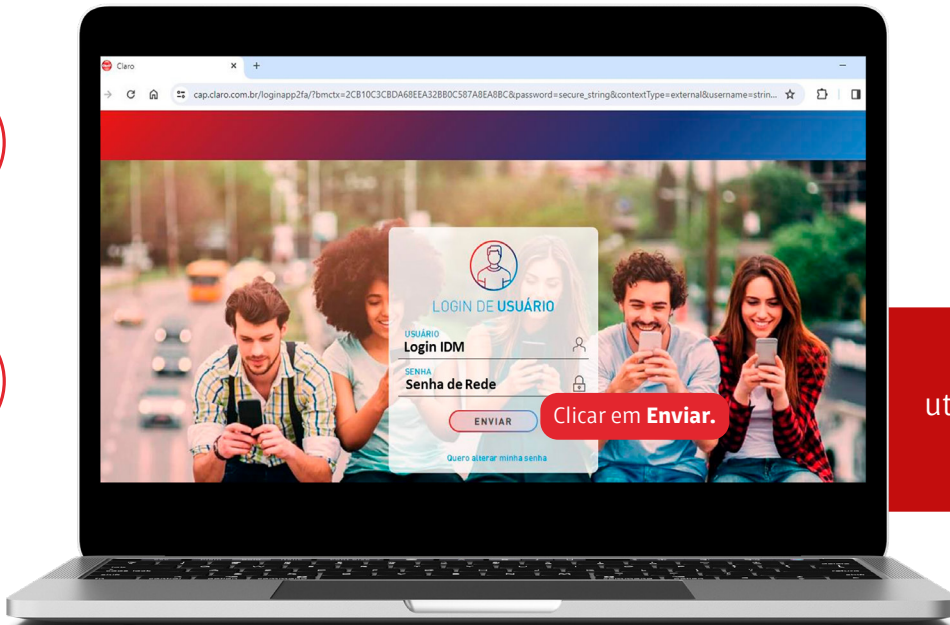 Claro
cap.claro.com.br/loginapp2fa/?bmctx=2CB10C3CBDA68EEA32BB0C587A8EA8BC&password=secure_string&contextType=external&username=strin...
LOGIN DE USUÁRIO
USUÁRIO
Login IDM
SENHA
Senha de Rede
ENVIAR
Clicar em Enviar.
Quero alterar minha senha
ut